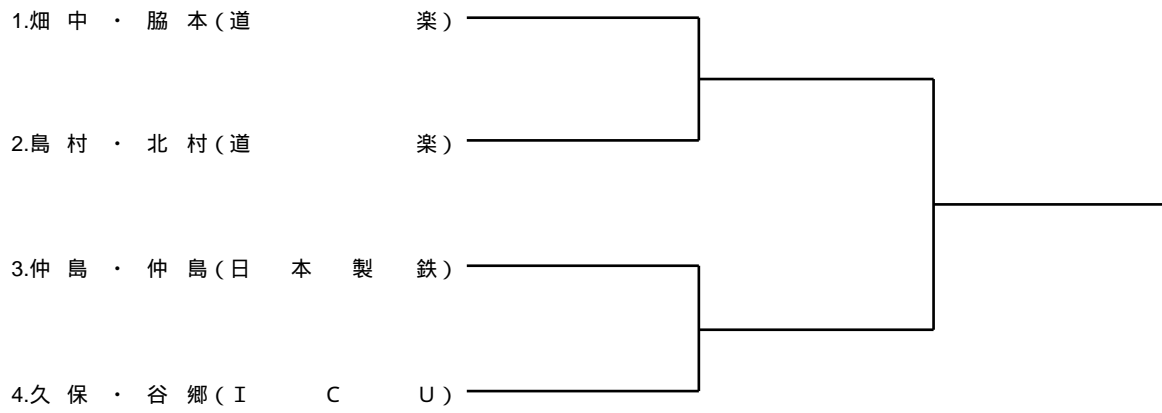 1.畑 中 ・ 脇 本(道 楽)
2.島 村 ・ 北 村(道 楽)
3.仲 島 ・ 仲 島(日 本 製 鉄)
4.久 保 ・ 谷 郷(Ｉ Ｃ Ｕ)